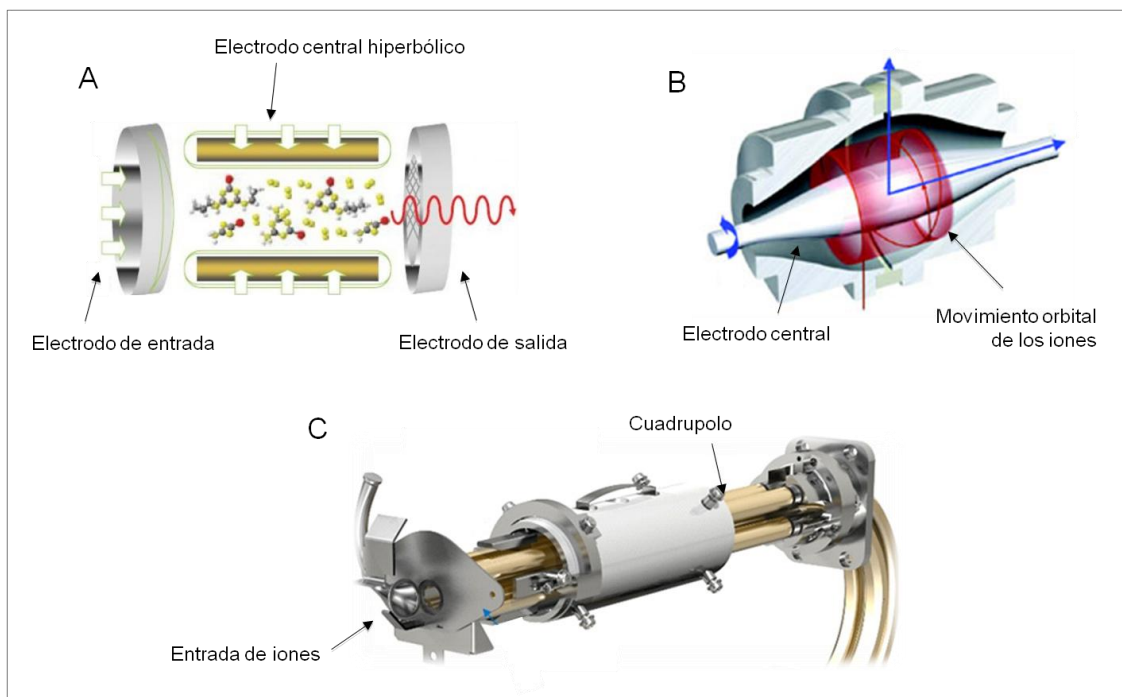 Electrodo central hiperbólico
A
B
Electrodo de entrada
Electrodo de salida
Electrodo central
Movimiento orbital
de los iones
C
Cuadrupolo
Entrada de iones